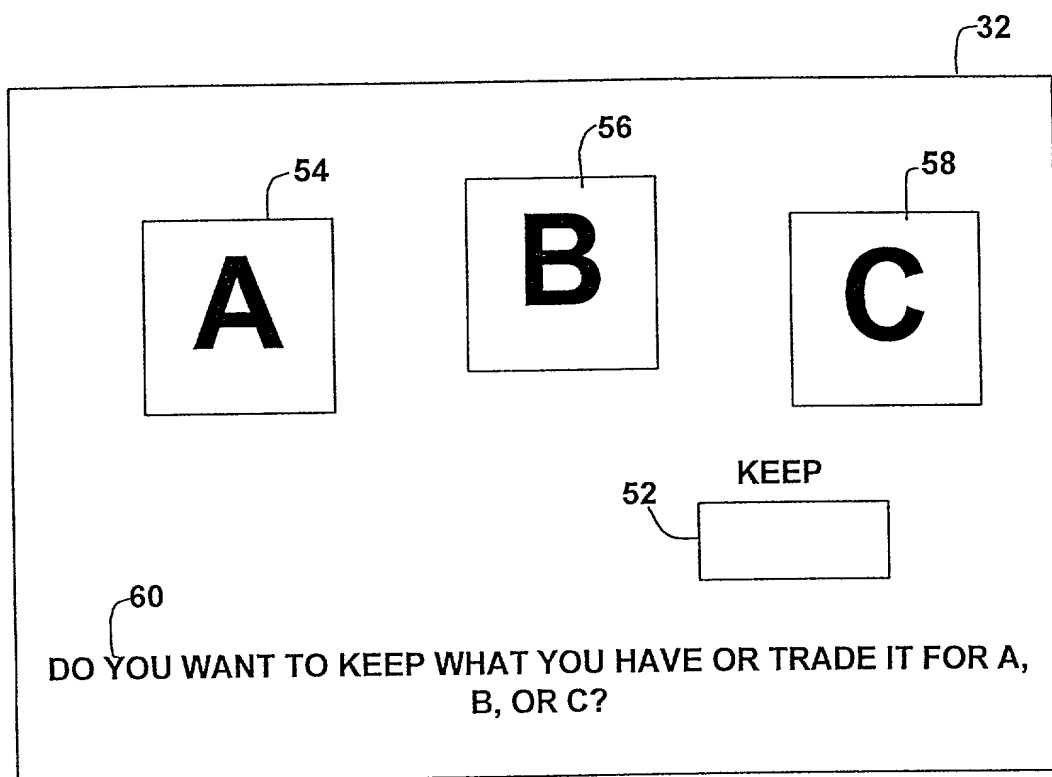 32
56
54
58
A
B
C
KEEP
52
60
DO YOU WANT TO KEEP WHAT YOU HAVE OR TRADE IT FOR A,
B, OR C?